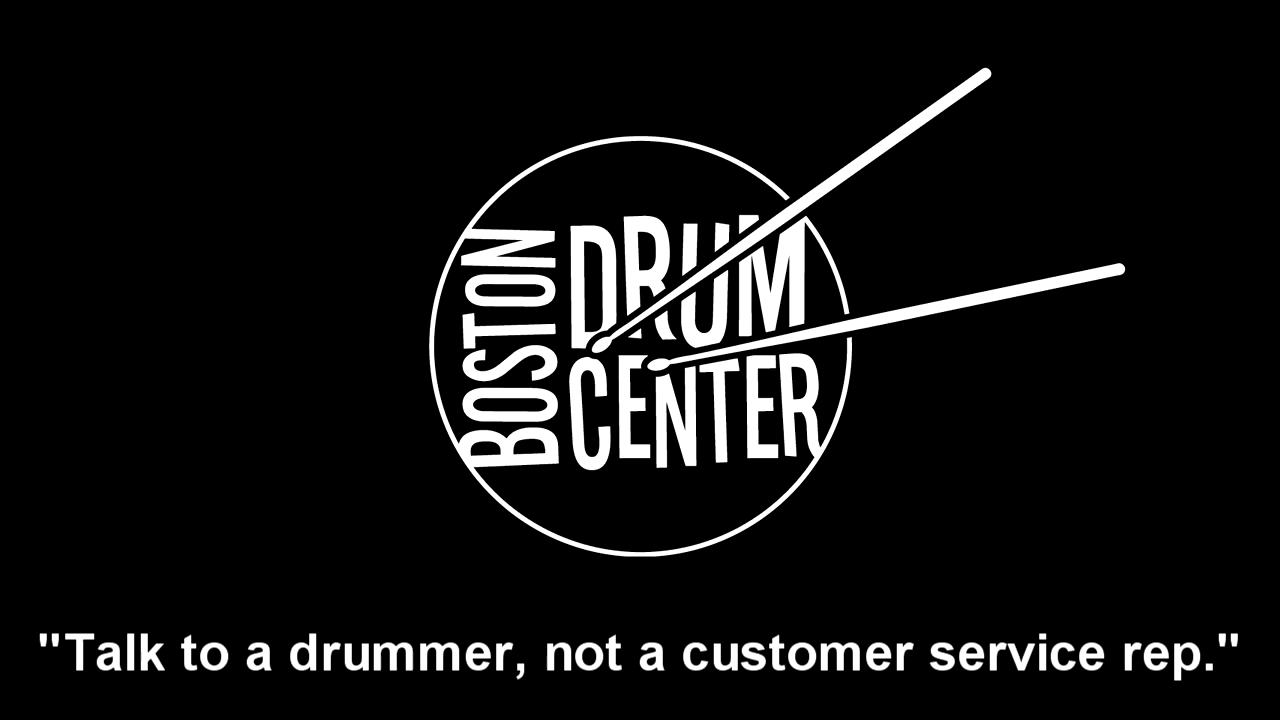 BOSTON
DRUM
CENTER
"Talk to a drummer, not a customer service rep."